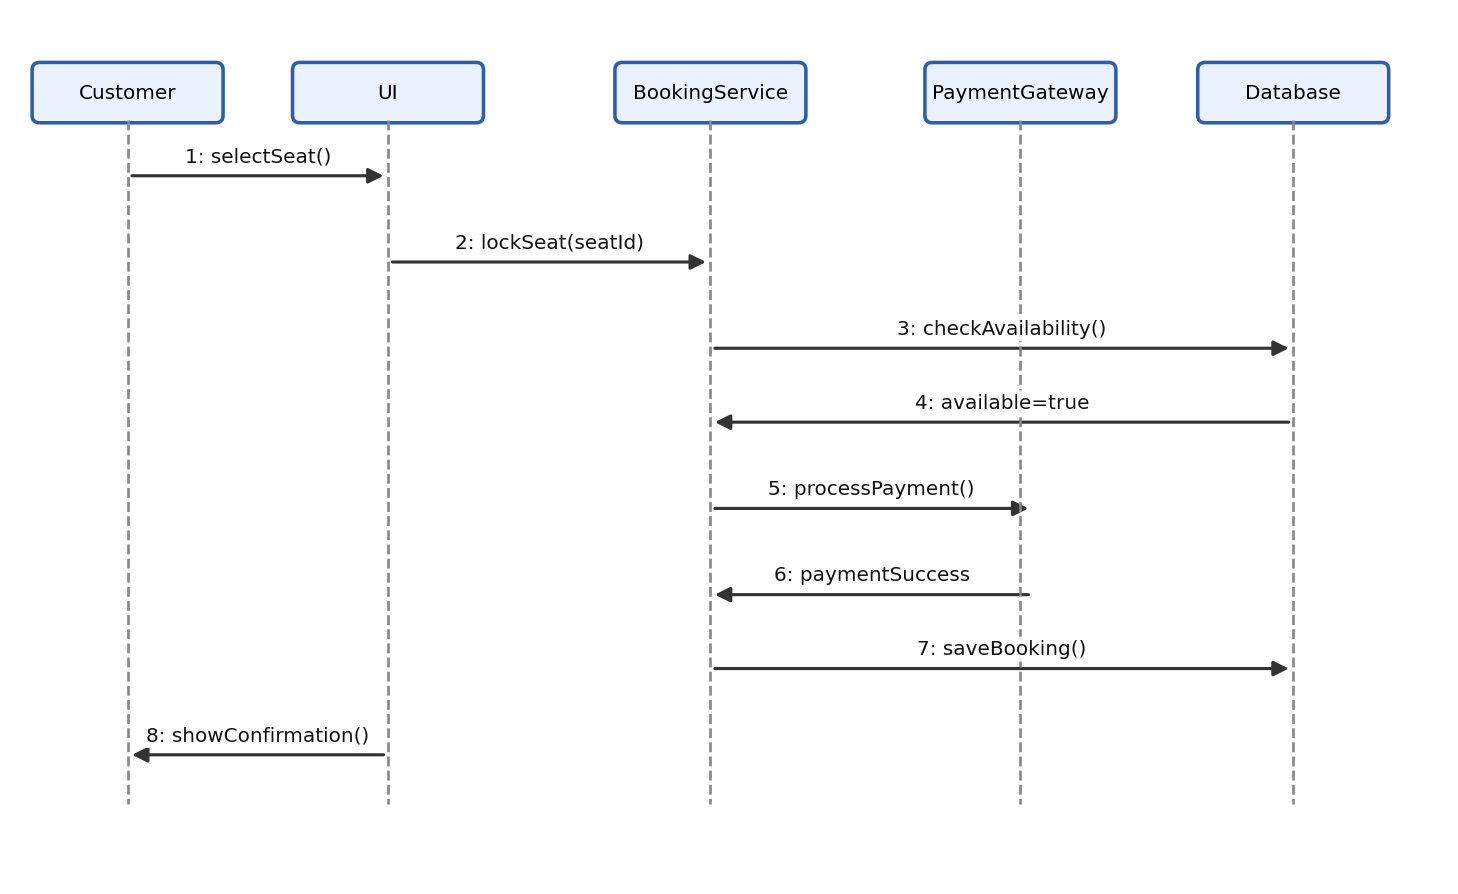 Customer
UI
BookingService
PaymentGateway
Database
1: selectSeat()
2: lockSeat(seatId)
3: checkAvailability()
4: available=true
5: processPayment()
6: paymentSuccess
7: saveBooking()
8: showConfirmation()